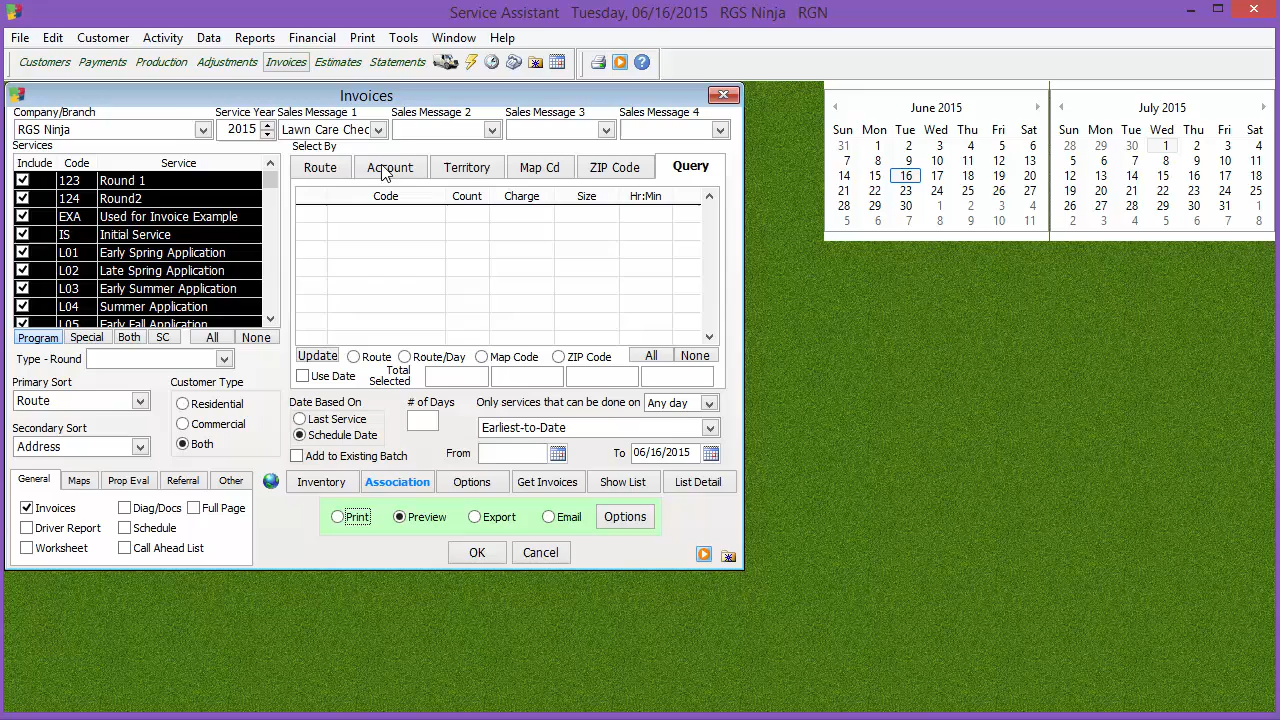 Service Assistant Tuesday, 06/16/2015 RGS Ninja RGN
File Edit Customer Activity Data Reports Financial Print Tools Window Help
Customers Payments Production Adjustments Invoices Estimates Statements
Invoices
Company/Branch Service Year Sales Message 1 Sales Message 2 Sales Message 3 Sales Message 4
RGS Ninja 2015 Lawn Care Chec
Services
Include Code Service
123 Round 1
124 Round2
EXA Used for Invoice Example
IS Initial Service
L01 Early Spring Application
L02 Late Spring Application
L03 Early Summer Application
L04 Summer Application
L05 Early Fall Application
Program Special Both SC All None
Type - Round
Primary Sort
Route
Secondary Sort
Address
Customer Type
Residential
Commercial
Both
Select By
Route Account Territory Map Cd ZIP Code Query
Code Count Charge Size Hr:Min
Update Route Route/Day Map Code ZIP Code All None
Use Date Total Selected
Date Based On # of Days Only services that can be done on Any day
Last Service
Schedule Date
Earliest-to-Date
Add to Existing Batch From To 06/16/2015
General Maps Prop Eval Referral Other
Invoices Diag/Docs Full Page
Driver Report Schedule
Worksheet Call Ahead List
Inventory Association Options Get Invoices Show List List Detail
Print Preview Export Email Options
OK Cancel
June 2015
Sun Mon Tue Wed Thu Fri Sat
31 1 2 3 4 5 6
7 8 9 10 11 12 13
14 15 16 17 18 19 20
21 22 23 24 25 26 27
28 29 30 1 2 3 4
5 6 7 8 9 10 11
July 2015
Sun Mon Tue Wed Thu Fri Sat
28 29 30 1 2 3 4
5 6 7 8 9 10 11
12 13 14 15 16 17 18
19 20 21 22 23 24 25
26 27 28 29 30 31 1
2 3 4 5 6 7 8